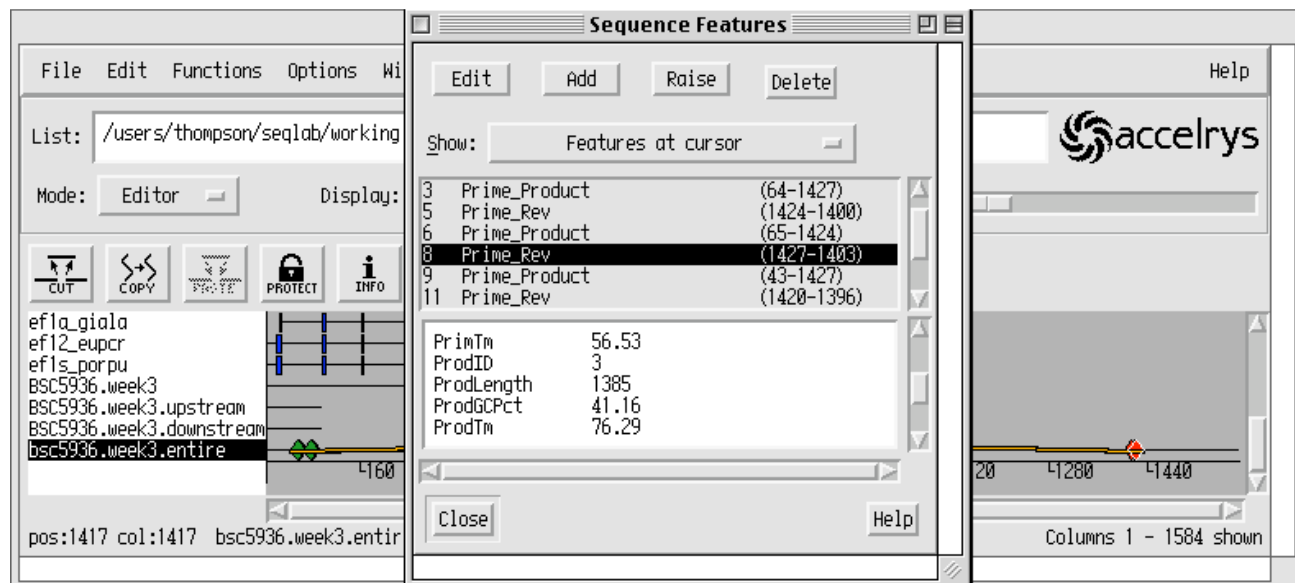 Sequence Features
File Edit Functions Options Wi
Help
Edit Add Raise Delete
List: /users/thompson/seqlab/working
accelrys
Show: Features at cursor
Mode: Editor Display:
3 Prime_Product (64-1427)
5 Prime_Rev (1424-1400)
6 Prime_Product (65-1424)
8 Prime_Rev (1427-1403)
9 Prime_Product (43-1427)
11 Prime_Rev (1420-1396)
CUT COPY PASTE PROTECT INFO
ef1a_giala
ef12_eupcr
ef1s_porpu
BSC5936.week3
BSC5936.week3.upstream
BSC5936.week3.downstream
bsc5936.week3.entire
PrimTm 56.53
ProdID 3
ProdLength 1385
ProdGCPct 41.16
ProdTm 76.29
160 20 1280 1440
Close Help
pos:1417 col:1417 bsc5936.week3.entir
Columns 1 - 1584 shown